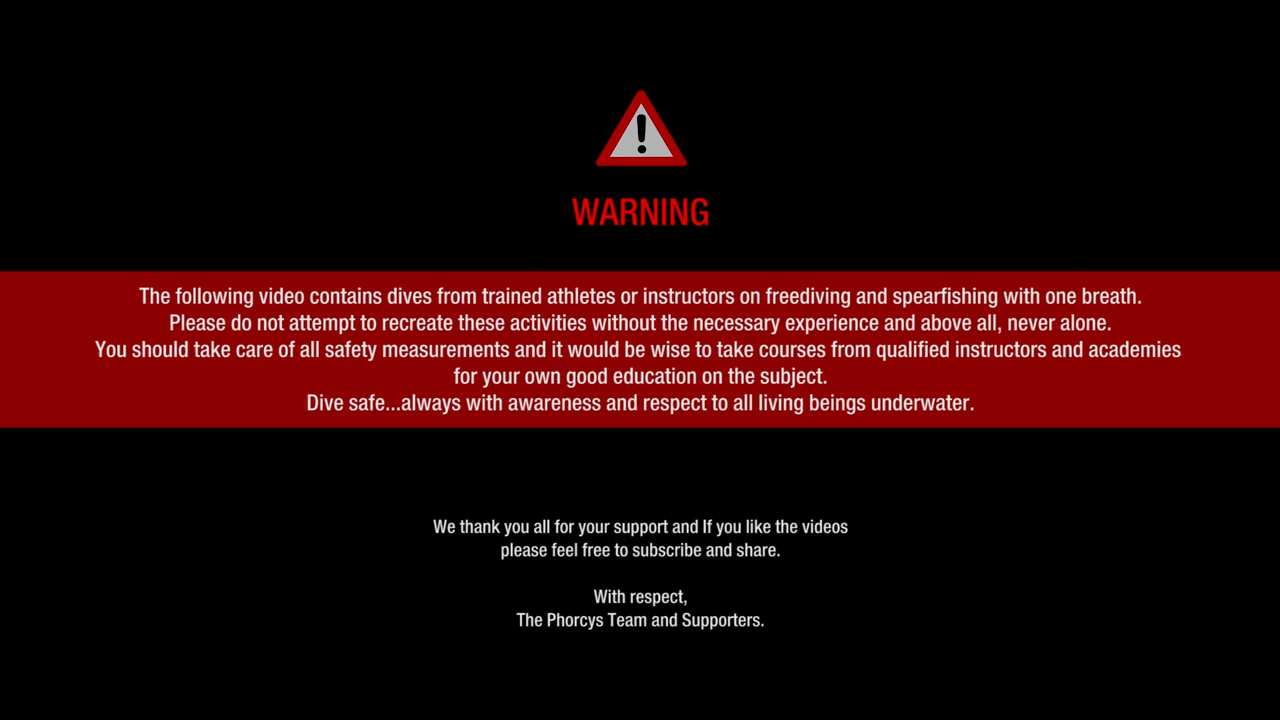 WARNING
The following video contains dives from trained athletes or instructors on freediving and spearfishing with one breath.
Please do not attempt to recreate these activities without the necessary experience and above all, never alone.
You should take care of all safety measurements and it would be wise to take courses from qualified instructors and academies
for your own good education on the subject.
Dive safe...always with awareness and respect to all living beings underwater.
We thank you all for your support and If you like the videos
please feel free to subscribe and share.
With respect,
The Phorcys Team and Supporters.